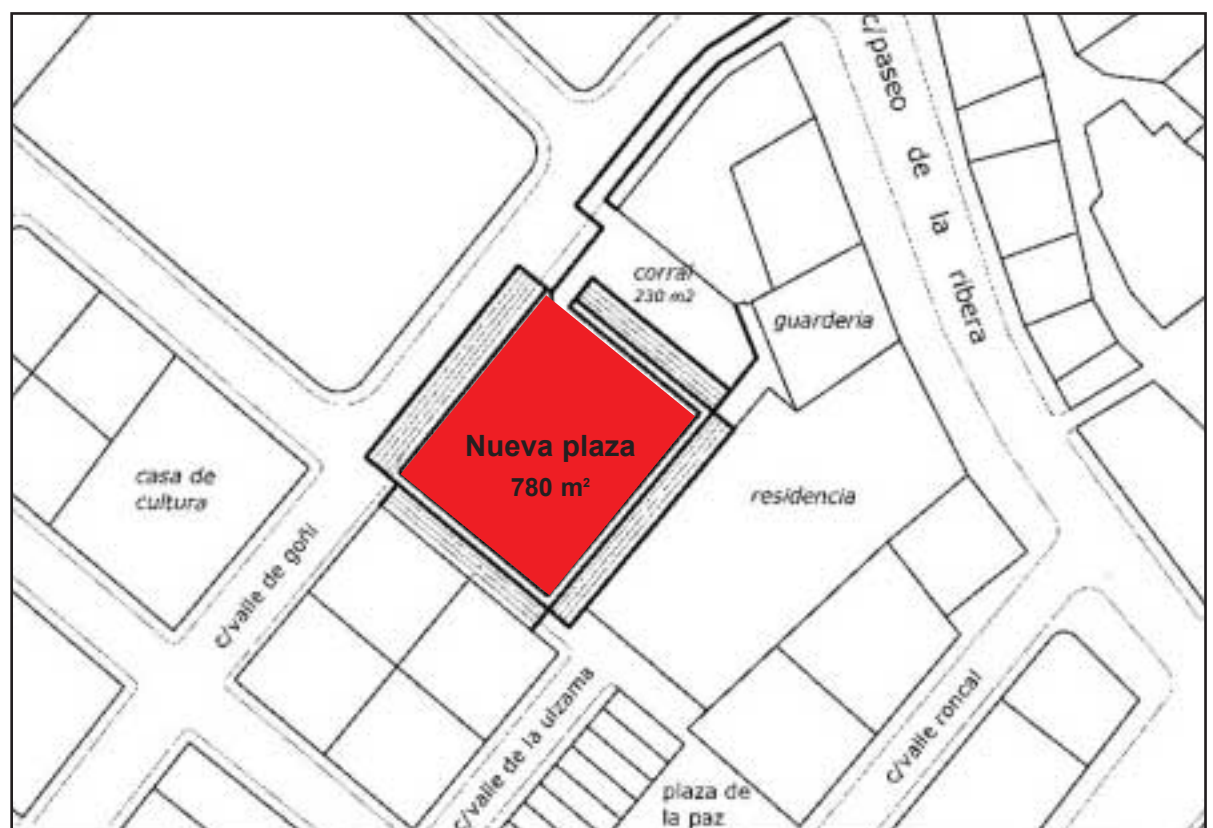 c/paseo de la ribera
corral
230 m2
guarderia
Nueva plaza
780 m²
casa de
cultura
residencia
c/valle de goñi
c/valle de la ulzama
c/valle roncal
plaza de
la paz